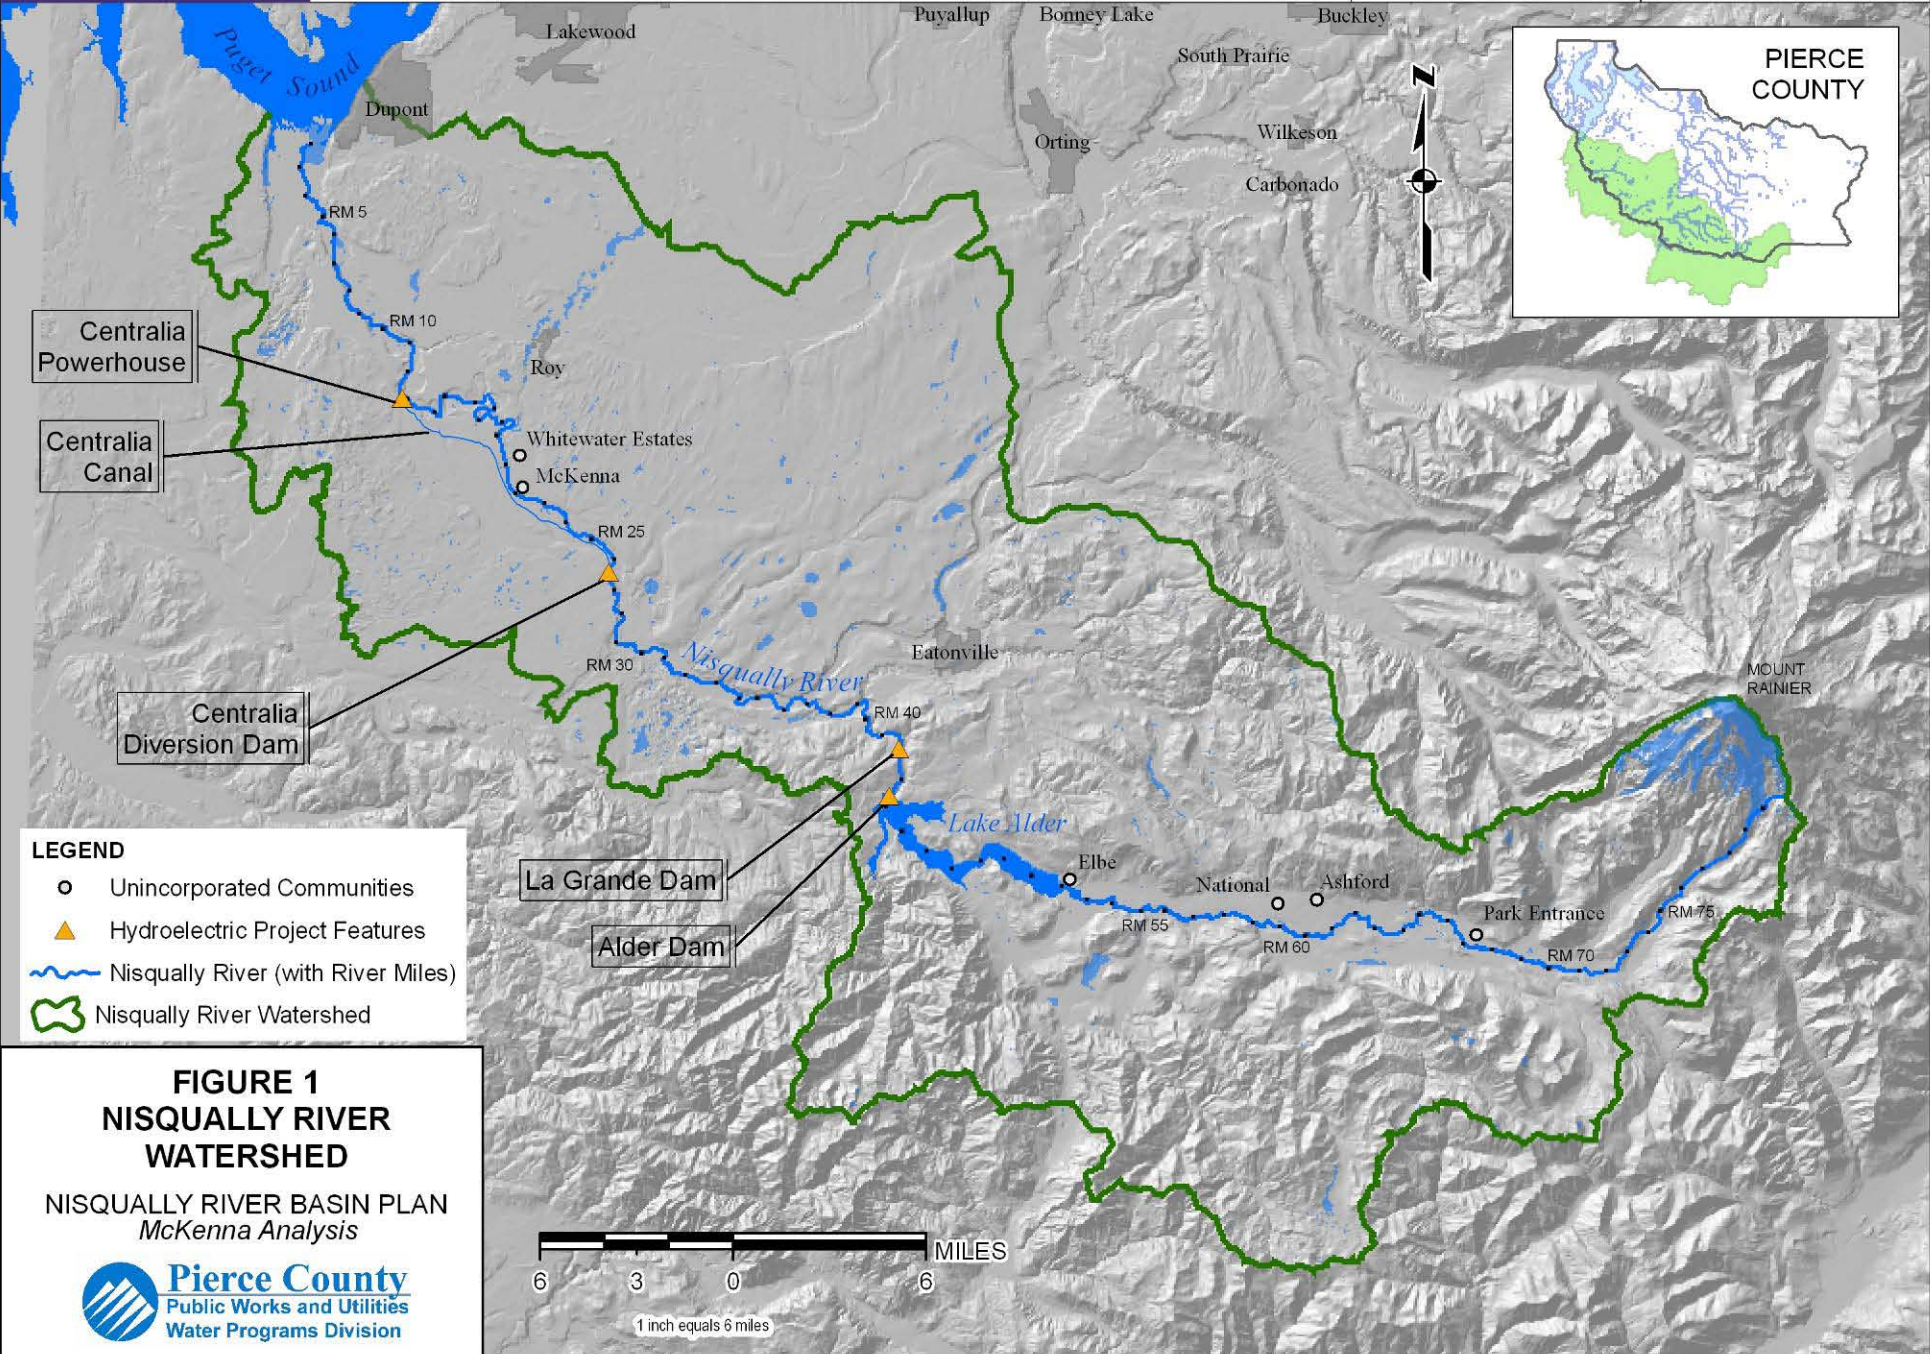 Puget Sound
Lakewood
Puyallup
Bonney Lake
Buckley
South Prairie
Dupont
Orting
Wilkeson
Carbonado
N
PIERCE
COUNTY
RM 5
RM 10
Centralia
Powerhouse
Roy
Centralia
Canal
Whitewater Estates
McKenna
RM 25
Nisqually River
Eatonville
RM 30
MOUNT
RAINIER
Centralia
Diversion Dam
RM 40
Lake Alder
La Grande Dam
Elbe
National
Ashford
Alder Dam
RM 55
RM 60
Park Entrance
RM 70
RM 75
LEGEND
Unincorporated Communities
Hydroelectric Project Features
Nisqually River (with River Miles)
Nisqually River Watershed
FIGURE 1
NISQUALLY RIVER
WATERSHED
NISQUALLY RIVER BASIN PLAN
McKenna Analysis
Pierce County
Public Works and Utilities
Water Programs Division
MILES
6 3 0 6
1 inch equals 6 miles